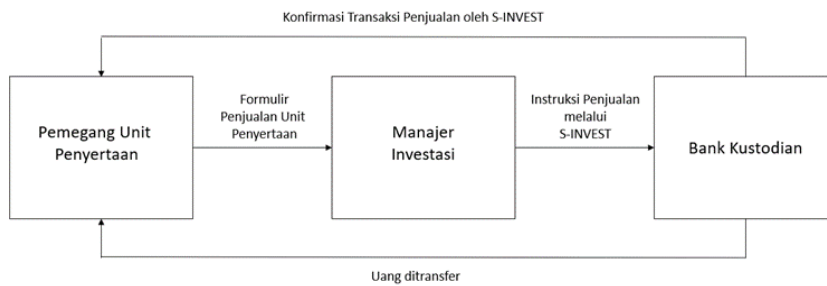 Konfirmasi Transaksi Penjualan oleh S-INVEST
Pemegang Unit
Penyertaan
Formulir
Penjualan Unit
Penyertaan
Manajer
Investasi
Instruksi Penjualan
melalui
S-INVEST
Bank Kustodian
Uang ditransfer